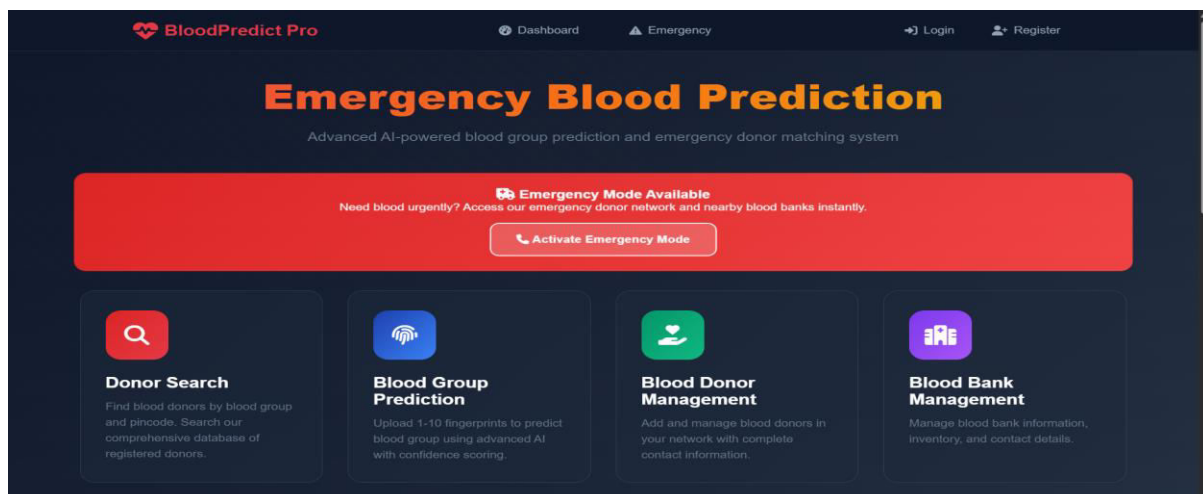 BloodPredict Pro
Dashboard
Emergency
Login
Register
Emergency Blood Prediction
Advanced AI-powered blood group prediction and emergency donor matching system
Emergency Mode Available
Need blood urgently? Access our emergency donor network and nearby blood banks instantly.
Activate Emergency Mode
Donor Search
Find blood donors by blood group
and pincode. Search our
comprehensive database of
registered donors.
Blood Group
Prediction
Upload 1-10 fingerprints to predict
blood group using advanced AI
with confidence scoring.
Blood Donor
Management
Add and manage blood donors in
your network with complete
contact information.
Blood Bank
Management
Manage blood bank information,
inventory, and contact details.